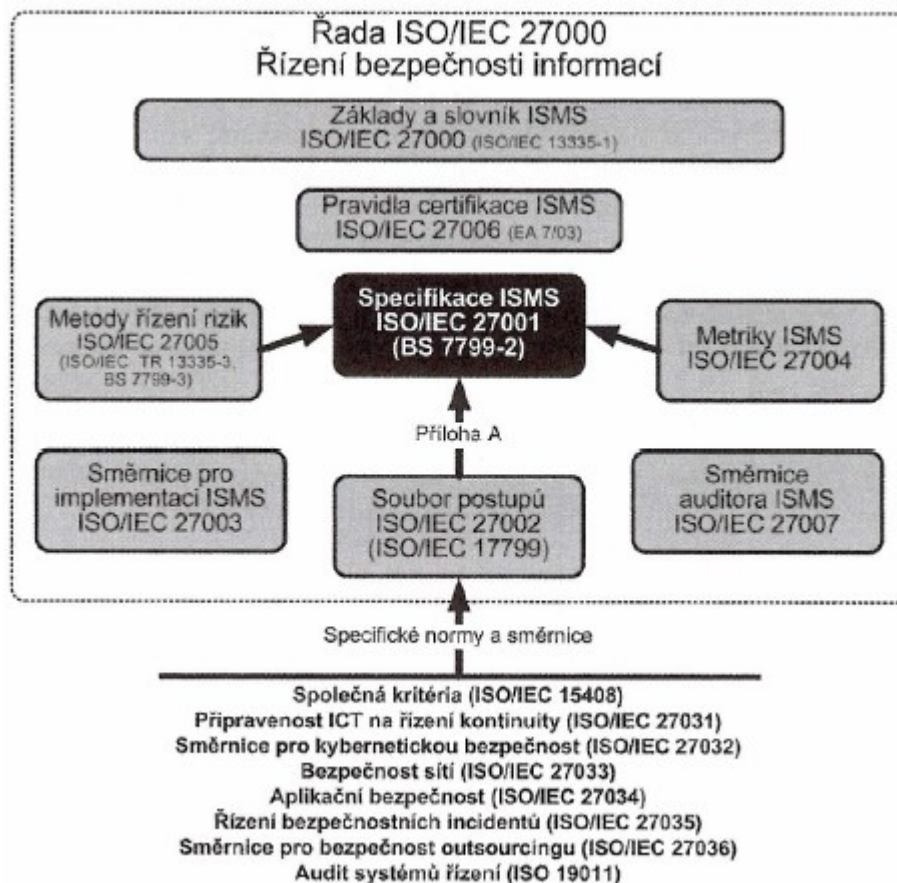 Řada ISO/IEC 27000
Řízení bezpečnosti informací
Základy a slovník ISMS
ISO/IEC 27000 (ISO/IEC 13335-1)
Pravidla certifikace ISMS
ISO/IEC 27006 (EA 7/03)
Metody řízení rizik
ISO/IEC 27005
(ISO/IEC TR 13335-3,
BS 7799-3)
Specifikace ISMS
ISO/IEC 27001
(BS 7799-2)
Metriky ISMS
ISO/IEC 27004
Příloha A
Směrnice pro
implementaci ISMS
ISO/IEC 27003
Soubor postupů
ISO/IEC 27002
(ISO/IEC 17799)
Směrnice
auditora ISMS
ISO/IEC 27007
Specifické normy a směrnice
Společná kritéria (ISO/IEC 15408)
Připravenost ICT na řízení kontinuity (ISO/IEC 27031)
Směrnice pro kybernetickou bezpečnost (ISO/IEC 27032)
Bezpečnost sítí (ISO/IEC 27033)
Aplikační bezpečnost (ISO/IEC 27034)
Řízení bezpečnostních incidentů (ISO/IEC 27035)
Směrnice pro bezpečnost outsourcingu (ISO/IEC 27036)
Audit systémů řízení (ISO 19011)